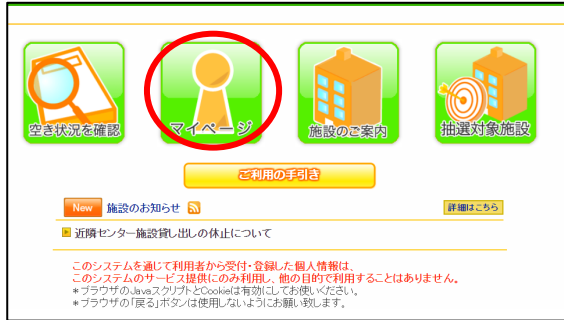 空き状況を確認
マイページ
施設のご案内
抽選対象施設
ご利用の手引き
New 施設のお知らせ 詳細はこちら
近隣センター施設貸し出しの休止について
このシステムを通じて利用者から受付・登録した個人情報は、
このシステムのサービス提供にのみ利用し、他の目的で利用することはありません。
*ブラウザのJavaスクリプトとCookieは有効にしてお使いください。
*ブラウザの「戻る」ボタンは使用しないようにお願い致します。